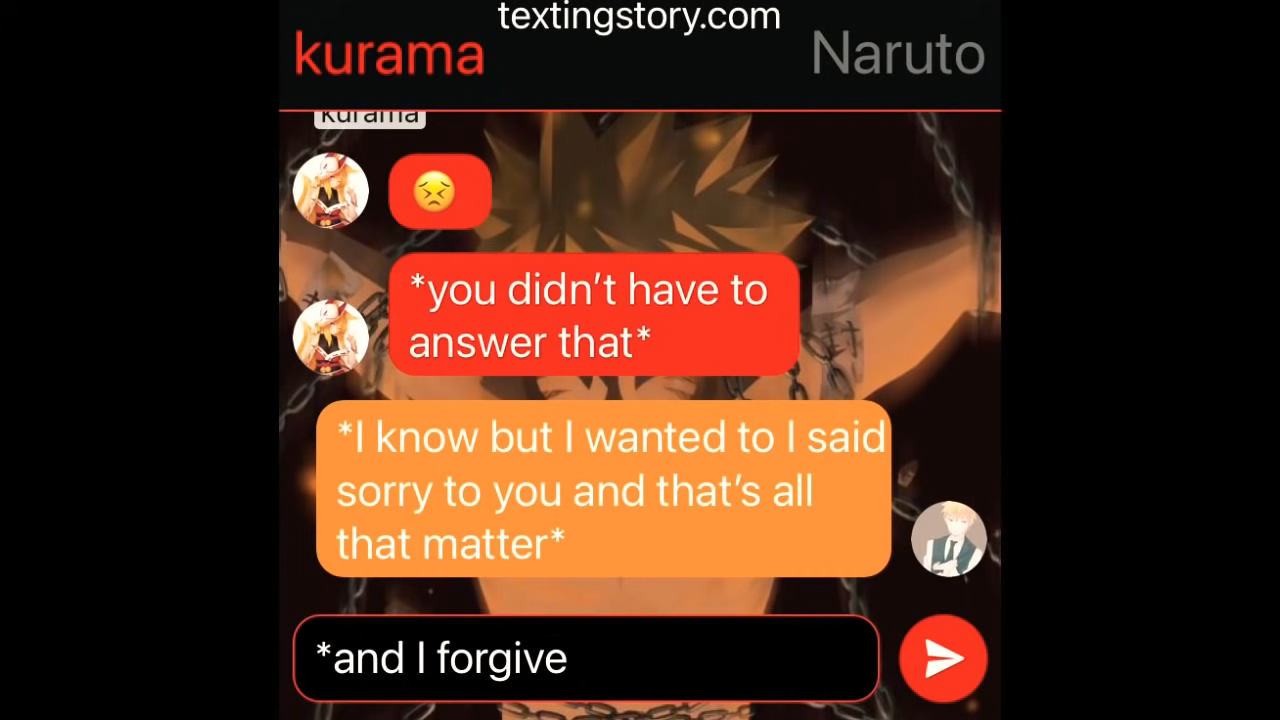 textingstory.com
kurama
Naruto
kurama
*you didn’t have to
answer that*
*I know but I wanted to I said
sorry to you and that’s all
that matter*
*and I forgive